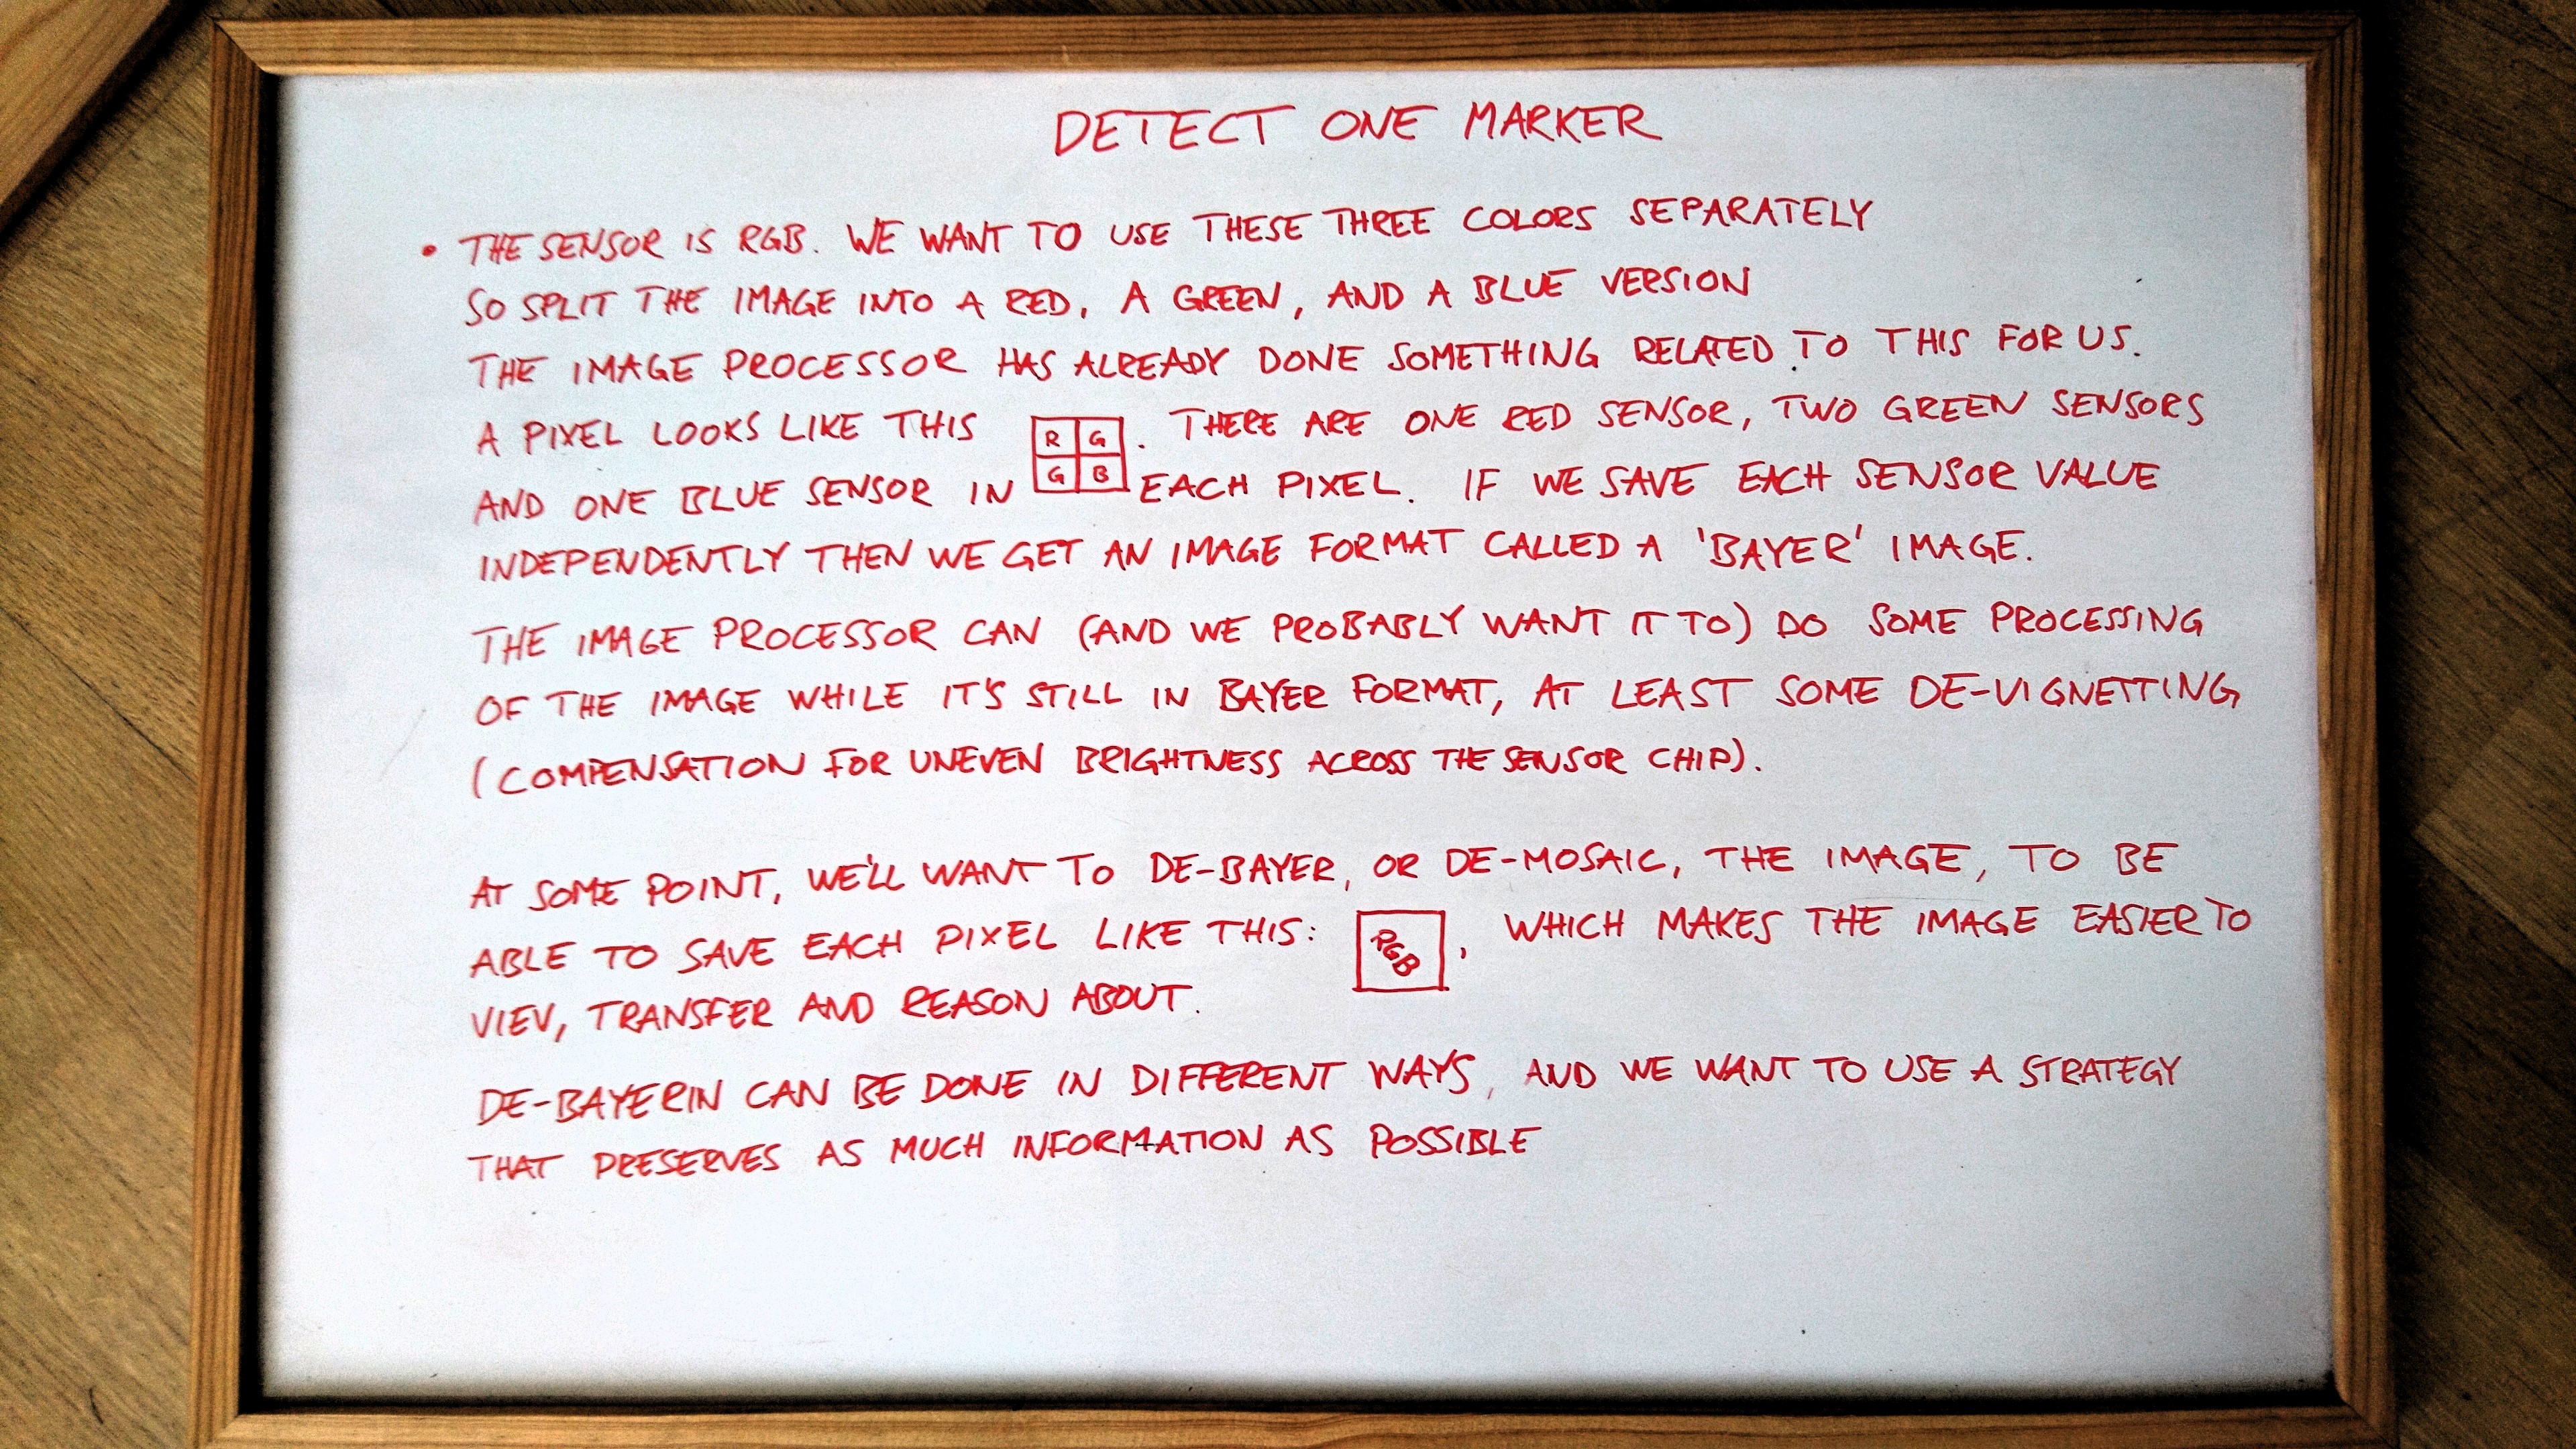 DETECT ONE MARKER
• THE SENSOR IS RGB. WE WANT TO USE THESE THREE COLORS SEPARATELY
SO SPLIT THE IMAGE INTO A RED, A GREEN, AND A BLUE VERSION
THE IMAGE PROCESSOR HAS ALREADY DONE SOMETHING RELATED TO THIS FOR US.
A PIXEL LOOKS LIKE THIS R G . THERE ARE ONE RED SENSOR, TWO GREEN SENSORS
AND ONE BLUE SENSOR IN G B EACH PIXEL. IF WE SAVE EACH SENSOR VALUE
INDEPENDENTLY THEN WE GET AN IMAGE FORMAT CALLED A 'BAYER' IMAGE.
THE IMAGE PROCESSOR CAN (AND WE PROBABLY WANT IT TO) DO SOME PROCESSING
OF THE IMAGE WHILE IT'S STILL IN BAYER FORMAT, AT LEAST SOME DE-VIGNETTING
(COMPENSATION FOR UNEVEN BRIGHTNESS ACROSS THE SENSOR CHIP).
AT SOME POINT, WE'LL WANT TO DE-BAYER, OR DE-MOSAIC, THE IMAGE, TO BE
ABLE TO SAVE EACH PIXEL LIKE THIS: RGB , WHICH MAKES THE IMAGE EASIER TO
VIEV, TRANSFER AND REASON ABOUT.
DE-BAYERIN CAN BE DONE IN DIFFERENT WAYS, AND WE WANT TO USE A STRATEGY
THAT PRESERVES AS MUCH INFORMATION AS POSSIBLE